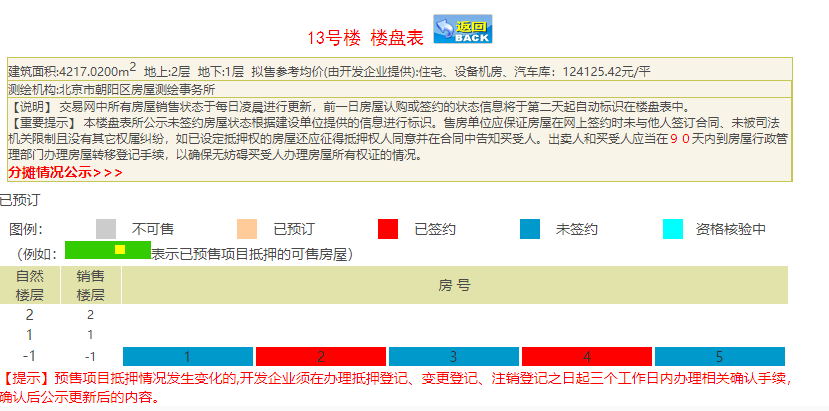 13号楼 楼盘表 返回 BACK
建筑面积:4217.0200m2 地上:2层 地下:1层 拟售参考均价(由开发企业提供):住宅、设备机房、汽车库：124125.42元/平
测绘机构:北京市朝阳区房屋测绘事务所
【说明】 交易网中所有房屋销售状态于每日凌晨进行更新，前一日房屋认购或签约的状态信息将于第二天起自动标识在楼盘表中。
【重要提示】 本楼盘表所公示未签约房屋状态根据建设单位提供的信息进行标识。售房单位应保证房屋在网上签约时未与他人签订合同、未被司法
机关限制且没有其它权属纠纷，如已设定抵押权的房屋还应征得抵押权人同意并在合同中告知买受人。出卖人和买受人应当在９０天内到房屋行政管
理部门办理房屋转移登记手续，以确保无妨碍买受人办理房屋所有权证的情况。
分摊情况公示>>>
已预订
图例： 不可售 已预订 已签约 未签约 资格核验中
（例如： 表示已预售项目抵押的可售房屋）
自然 销售 房 号
楼层 楼层
2 2
1 1
-1 -1 1 2 3 4 5
【提示】预售项目抵押情况发生变化的,开发企业须在办理抵押登记、变更登记、注销登记之日起三个工作日内办理相关确认手续，
确认后公示更新后的内容。